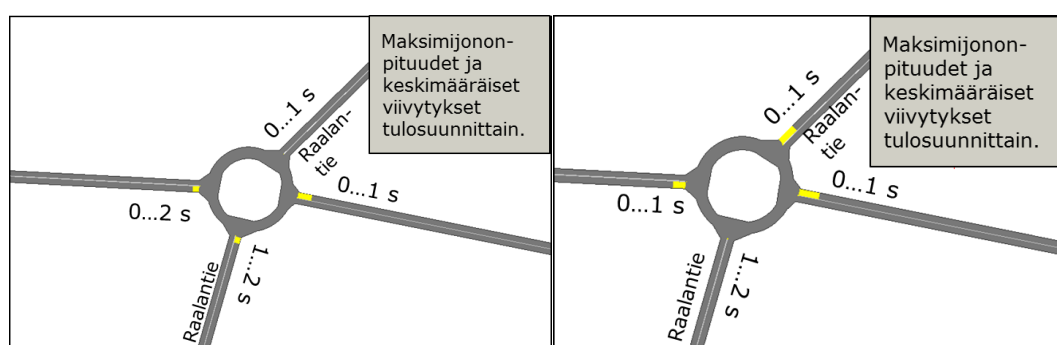 Maksimijonon-
pituudet ja
keskimääräiset
viivytykset
tulosuunnittain.
0...1 s
Raalan-
tie
0...1 s
0...2 s
1...2 s
Raalantie
Maksimijonon-
pituudet ja
keskimääräiset
viivytykset
tulosuunnittain.
0...1 s
Raalan-
tie
0...1 s
0...1 s
1...2 s
Raalantie